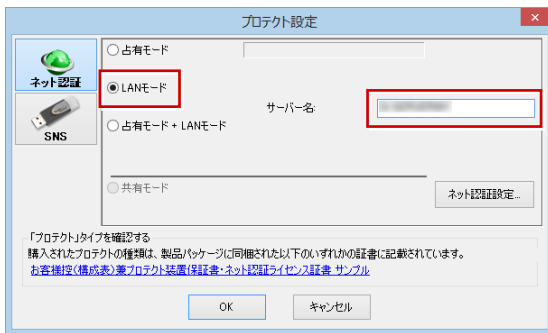 プロテクト設定
ネット認証
SNS
占有モード
LANモード
サーバー名:
占有モード + LANモード
共有モード
ネット認証設定...
「プロテクト」タイプを確認する
購入されたプロテクトの種類は、製品パッケージに同梱された以下のいずれかの証書に記載されています。
お客様控(構成表)兼プロテクト装置保証書・ネット認証ライセンス証書 サンプル
OK
キャンセル